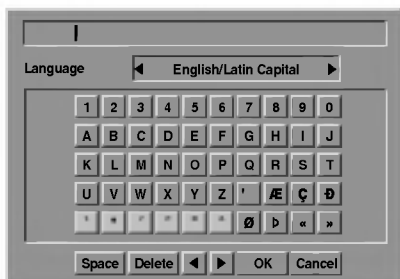 Language ◀ English/Latin Capital ▶
1 2 3 4 5 6 7 8 9 0
A B C D E F G H I J
K L M N O P Q R S T
U V W X Y Z ' Æ Ç Ð
Ø Þ « »
Space Delete ◀ ▶ OK Cancel